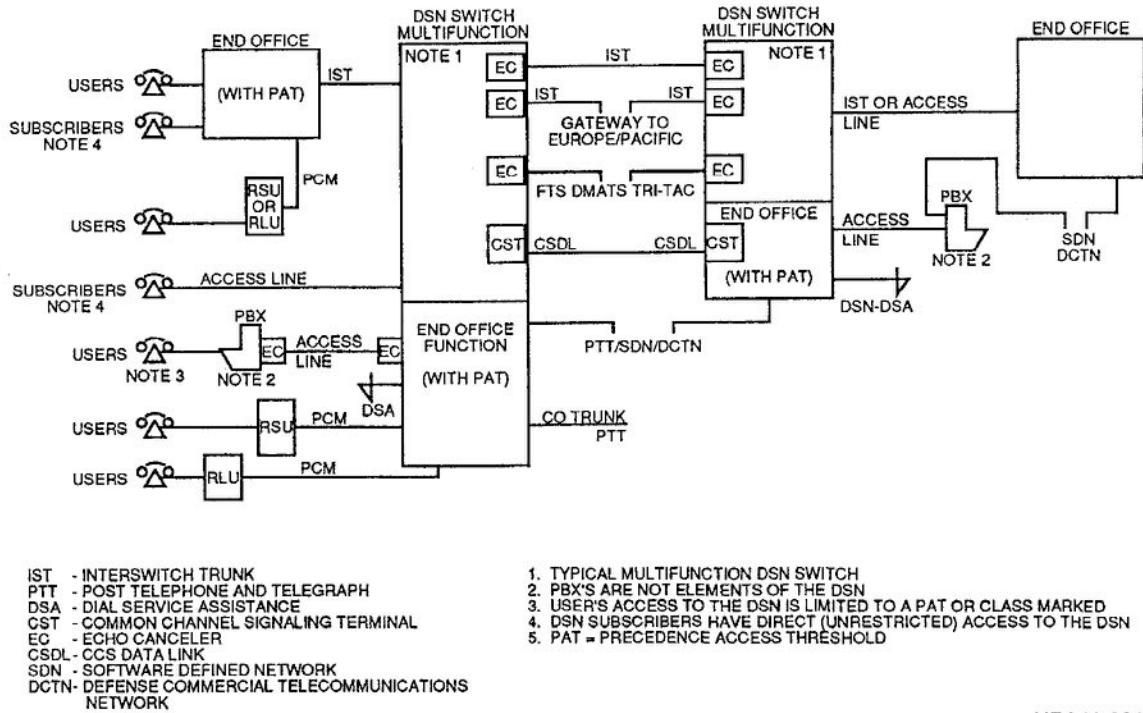 DSN SWITCH
MULTIFUNCTION
DSN SWITCH
MULTIFUNCTION
END OFFICE
END OFFICE
NOTE 1
NOTE 1
EC
IST
EC
USERS
(WITH PAT)
IST
EC
IST
IST
EC
GATEWAY TO
EUROPE/PACIFIC
IST OR ACCESS
LINE
SUBSCRIBERS
NOTE 4
PCM
EC
FTS DMATS TRI-TAC
EC
RSU
OR
RLU
USERS
END OFFICE
PBX
ACCESS
LINE
NOTE 2
SDN
DCTN
CST
CSDL
CSDL
CST
(WITH PAT)
DSN-DSA
ACCESS LINE
SUBSCRIBERS
NOTE 4
END OFFICE
FUNCTION
(WITH PAT)
PTT/SDN/DCTN
PBX
USERS
NOTE 3
EC
ACCESS
LINE
EC
NOTE 2
DSA
USERS
RSU
PCM
CO TRUNK
PTT
USERS
RLU
PCM
IST - INTERSWITCH TRUNK
PTT - POST TELEPHONE AND TELEGRAPH
DSA - DIAL SERVICE ASSISTANCE
CST - COMMON CHANNEL SIGNALING TERMINAL
EC - ECHO CANCELER
CSDL - CCS DATA LINK
SDN - SOFTWARE DEFINED NETWORK
DCTN - DEFENSE COMMERCIAL TELECOMMUNICATIONS
NETWORK
1. TYPICAL MULTIFUNCTION DSN SWITCH
2. PBX'S ARE NOT ELEMENTS OF THE DSN
3. USER'S ACCESS TO THE DSN IS LIMITED TO A PAT OR CLASS MARKED
4. DSN SUBSCRIBERS HAVE DIRECT (UNRESTRICTED) ACCESS TO THE DSN
5. PAT = PRECEDENCE ACCESS THRESHOLD